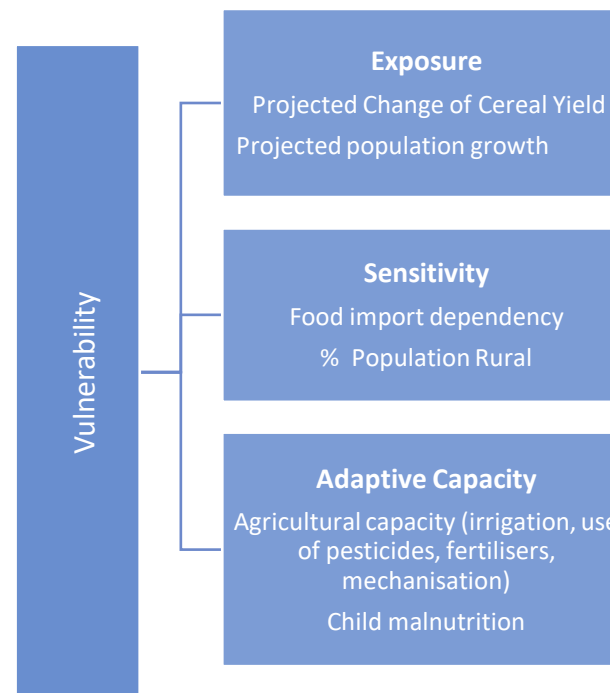 Vulnerability
Exposure
Projected Change of Cereal Yield
Projected population growth
Sensitivity
Food import dependency
% Population Rural
Adaptive Capacity
Agricultural capacity (irrigation, use
of pesticides, fertilisers,
mechanisation)
Child malnutrition